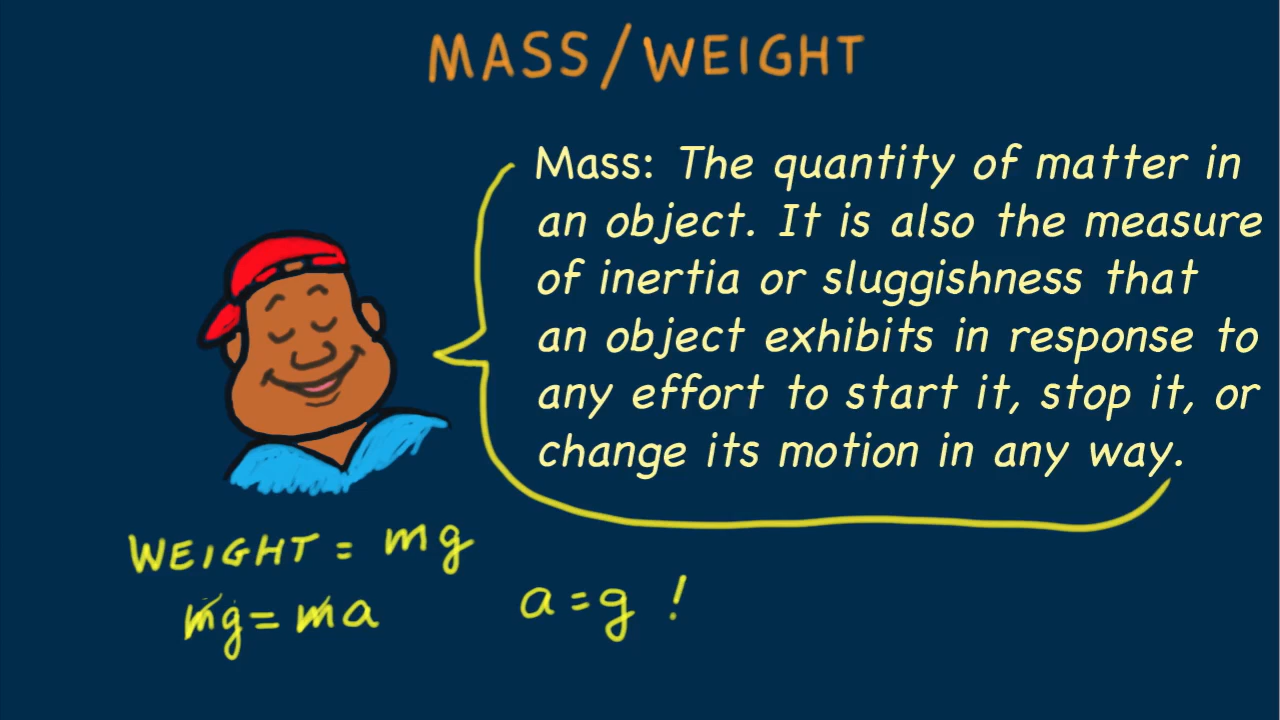 MASS/WEIGHT
Mass: The quantity of matter in
an object. It is also the measure
of inertia or sluggishness that
an object exhibits in response to
any effort to start it, stop it, or
change its motion in any way.
WEIGHT = mg
mg = ma
a = g !